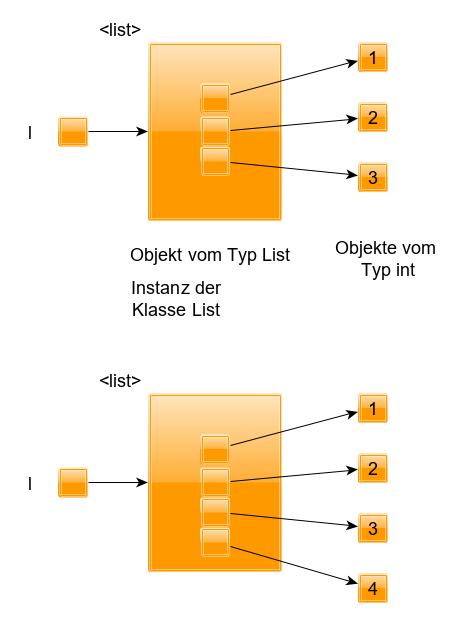 <list>
1
2
l
3
Objekt vom Typ List
Objekte vom
Typ int
Instanz der
Klasse List
<list>
1
2
l
3
4